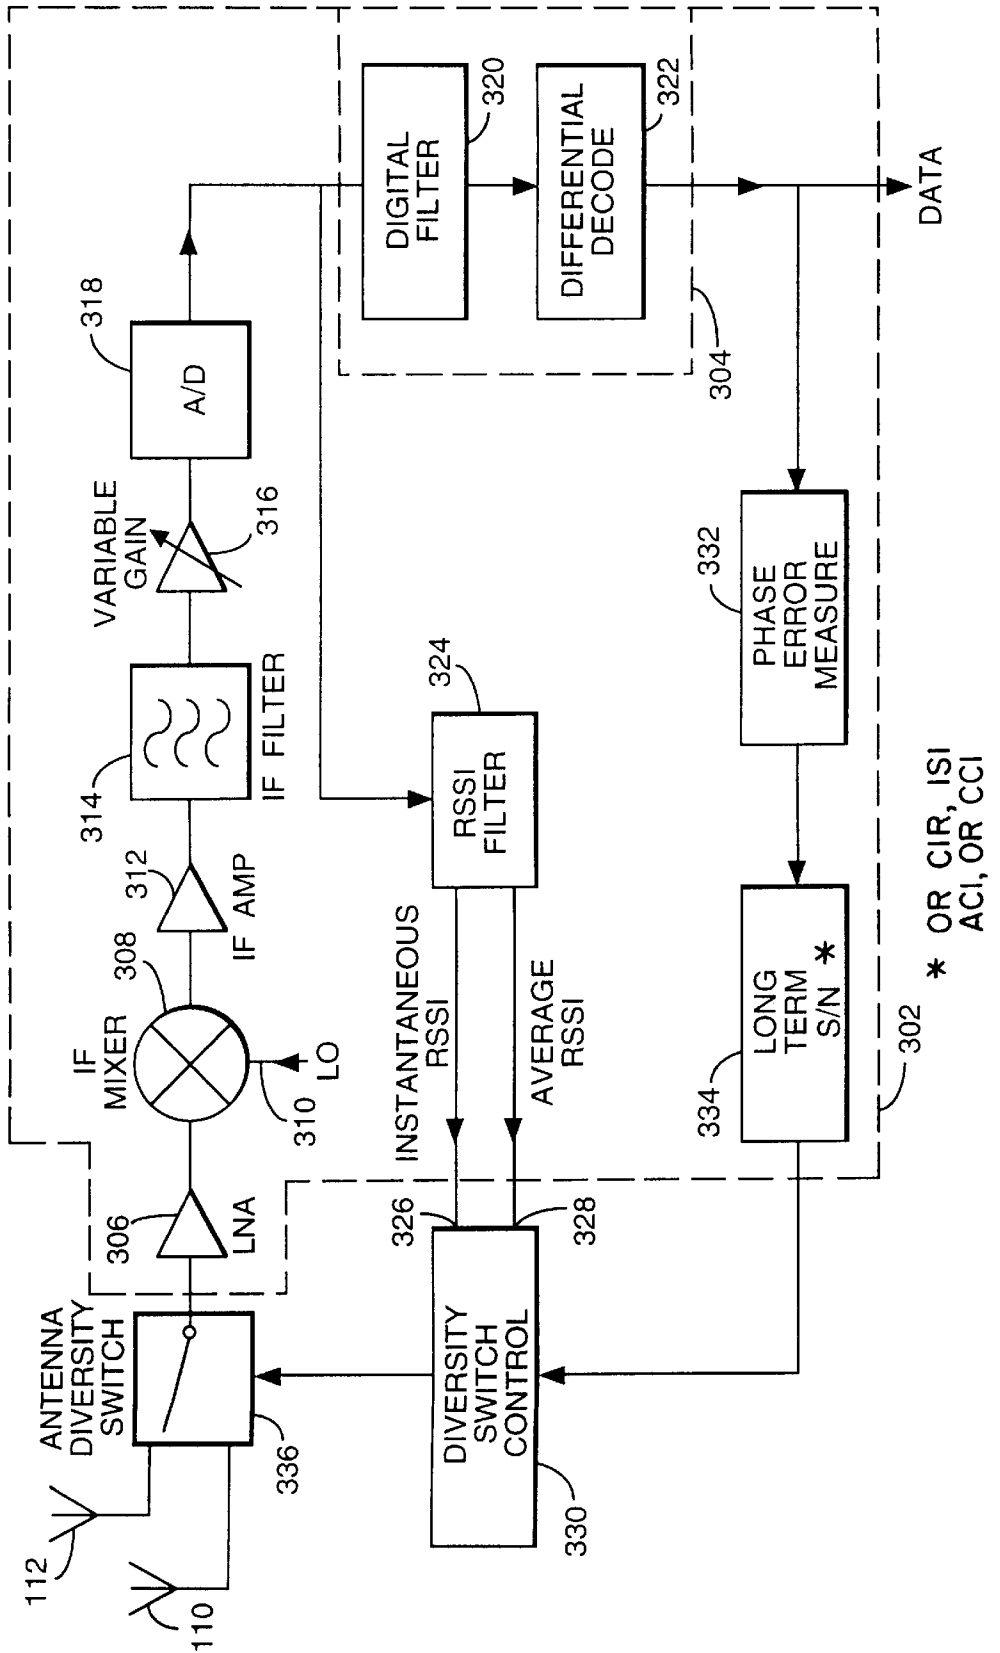 112
110
ANTENNA
DIVERSITY
SWITCH
336
306
LNA
IF
MIXER
308
310
LO
312
IF AMP
314
IF FILTER
VARIABLE
GAIN
316
318
A/D
DIGITAL
FILTER
320
DIFFERENTIAL
DECODE
322
304
DATA
RSSI
FILTER
324
INSTANTANEOUS
RSSI
AVERAGE
RSSI
326
328
DIVERSITY
SWITCH
CONTROL
330
PHASE
ERROR
MEASURE
332
LONG
TERM
S/N *
334
302
* OR CIR, ISI
ACI, OR CCI